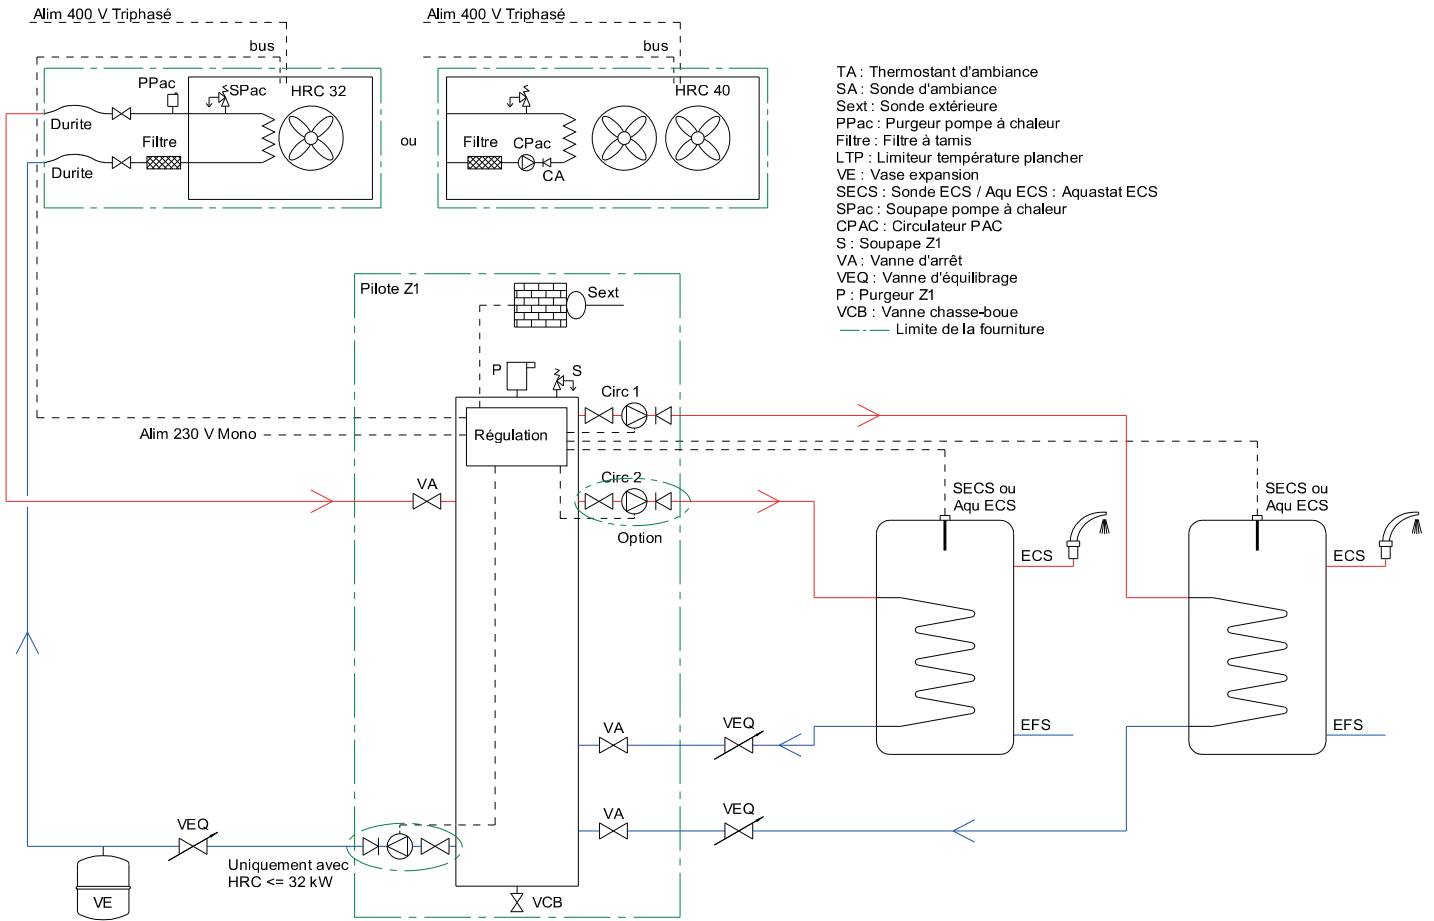 Alim 400 V Triphasé
Alim 400 V Triphasé
bus
bus
PPac
SPac
HRC 32
HRC 40
Durite
Filtre
Durite
ou
Filtre
CPac
CA
TA : Thermostant d'ambiance
SA : Sonde d'ambiance
Sext : Sonde extérieure
PPac : Purgeur pompe à chaleur
Filtre : Filtre à tamis
LTP : Limiteur température plancher
VE : Vase expansion
SECS : Sonde ECS / Aqu ECS : Aquastat ECS
SPac : Soupape pompe à chaleur
CPAC : Circulateur PAC
S : Soupape Z1
VA : Vanne d'arrêt
VEQ : Vanne d'équilibrage
P : Purgeur Z1
VCB : Vanne chasse-boue
Limite de la fourniture
Pilote Z1
Sext
P
S
Circ 1
Alim 230 V Mono
Régulation
VA
Circ 2
Option
SECS ou
Aqu ECS
SECS ou
Aqu ECS
ECS
ECS
EFS
EFS
VA
VEQ
VA
VEQ
VEQ
Uniquement avec
HRC <= 32 kW
VE
VCB